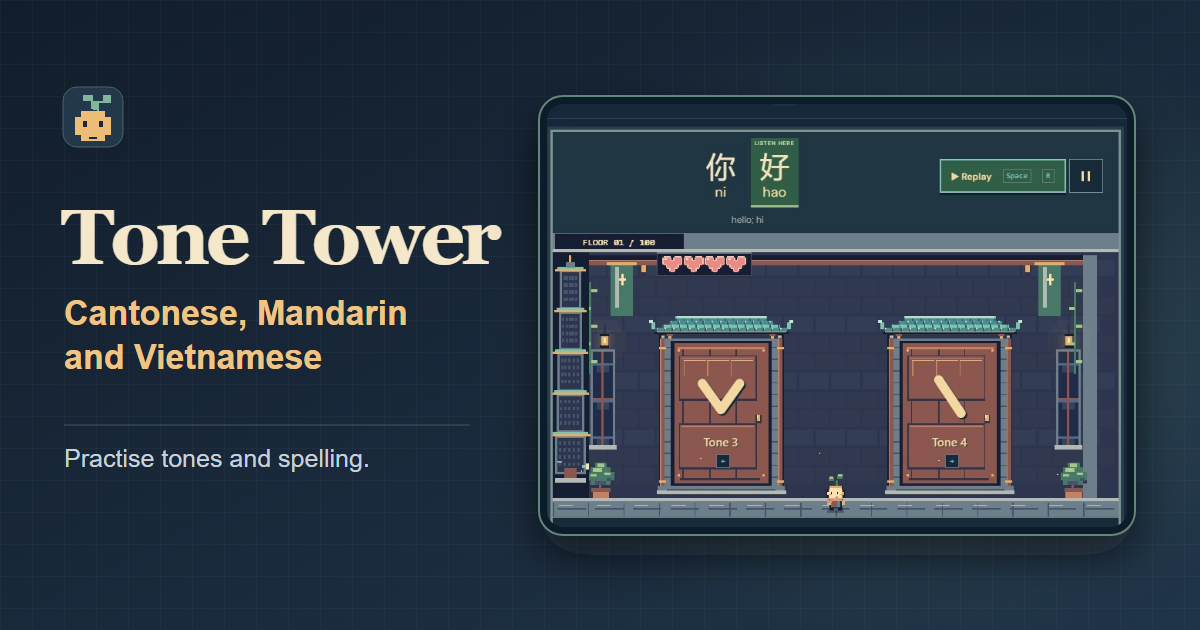 Tone Tower
Cantonese, Mandarin
and Vietnamese
Practise tones and spelling.
LISTEN HERE
你 好
ni hao
hello; hi
Replay Space R
FLOOR 01 / 100
Tone 3
Tone 4